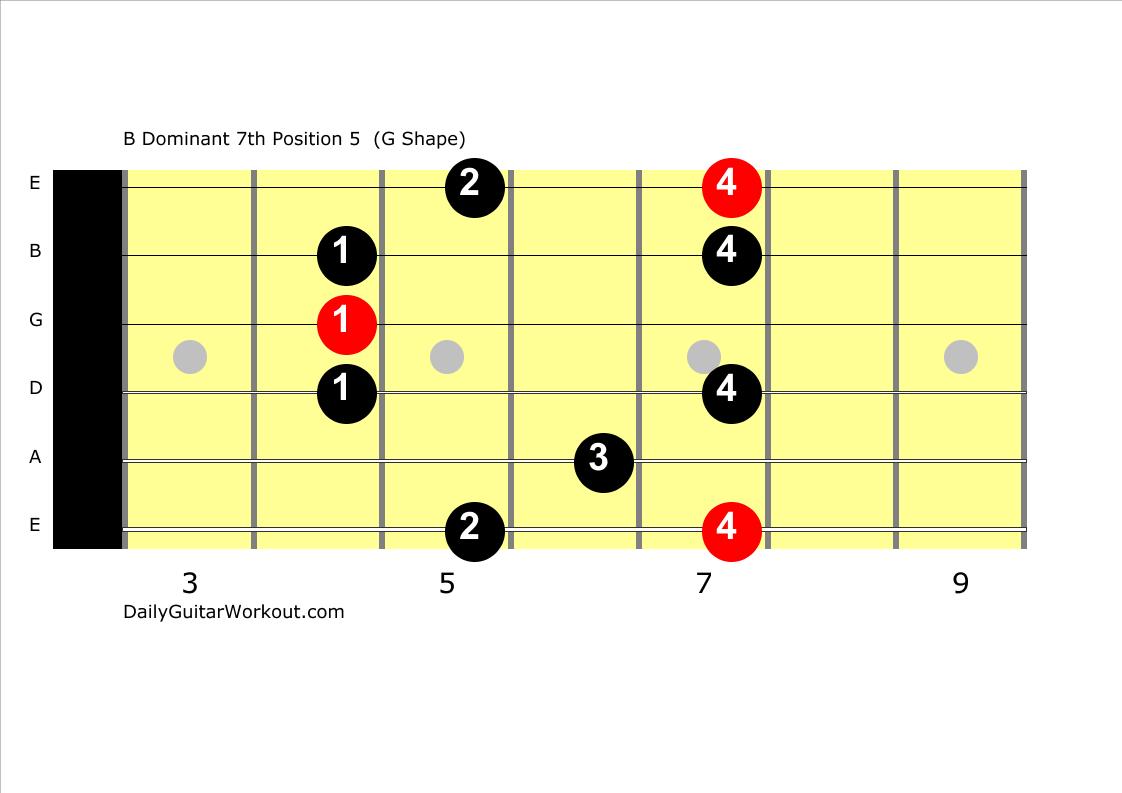 B Dominant 7th Position 5 (G Shape)
E 2 4
B 1 4
G 1
D 1 4
A 3
E 2 4
3 5 7 9
DailyGuitarWorkout.com